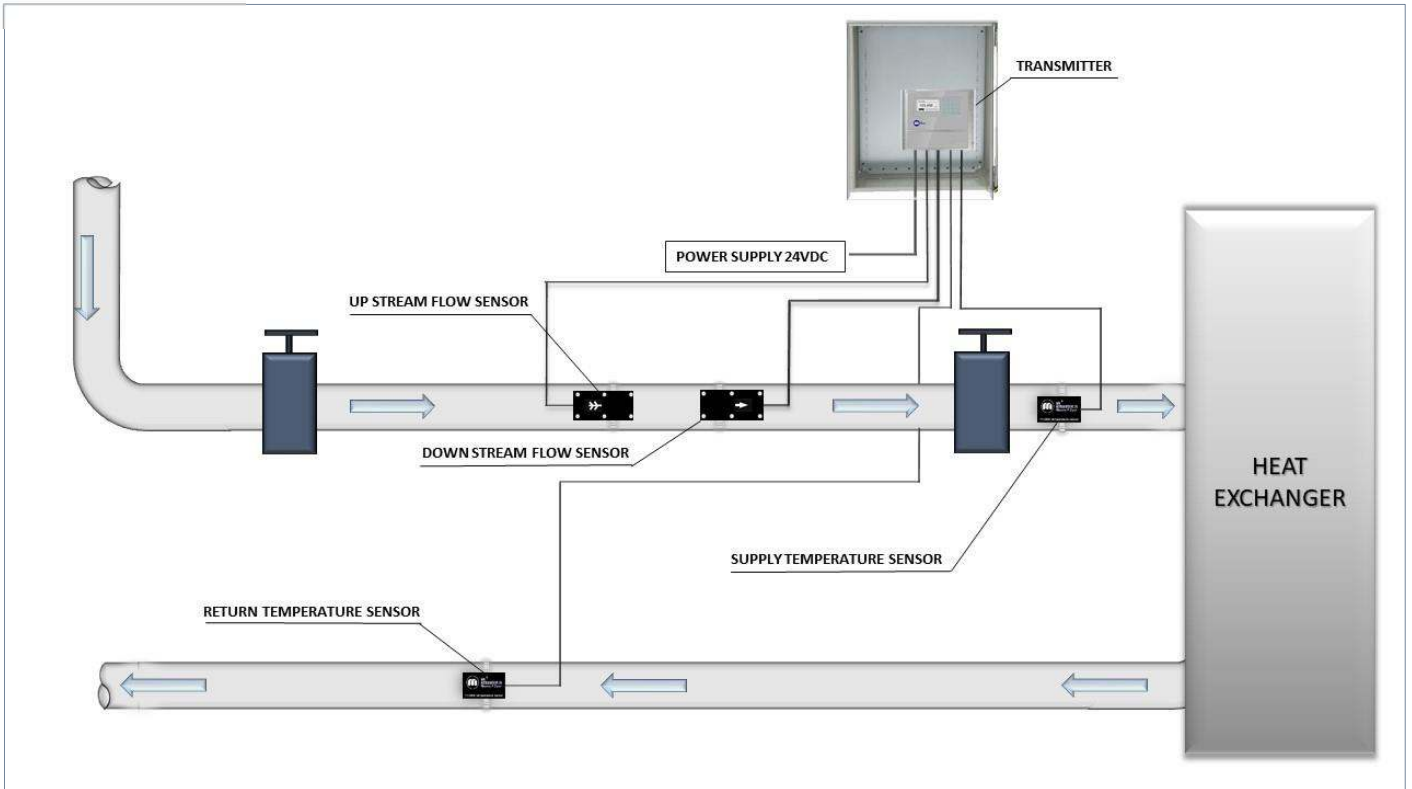 TRANSMITTER
POWER SUPPLY 24VDC
UP STREAM FLOW SENSOR
DOWN STREAM FLOW SENSOR
HEAT
EXCHANGER
SUPPLY TEMPERATURE SENSOR
RETURN TEMPERATURE SENSOR